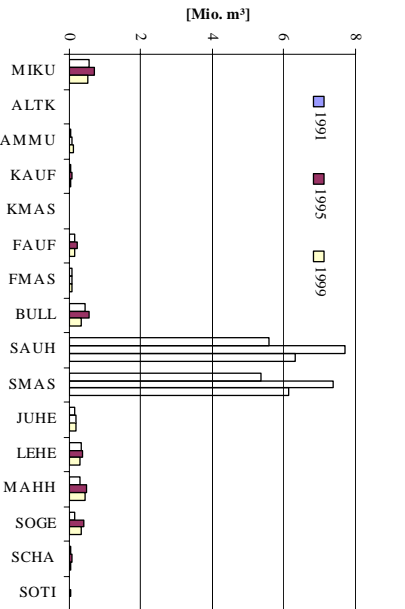 [Mio. m³]
0 2 4 6 8
MIKU
ALTK
AMMU
KAUF
KMAS
FAUF
FMAS
BULL
SAUH
SMAS
JUHE
LEHE
MAHH
SOGE
SCHA
SOTI
1991
1995
1999